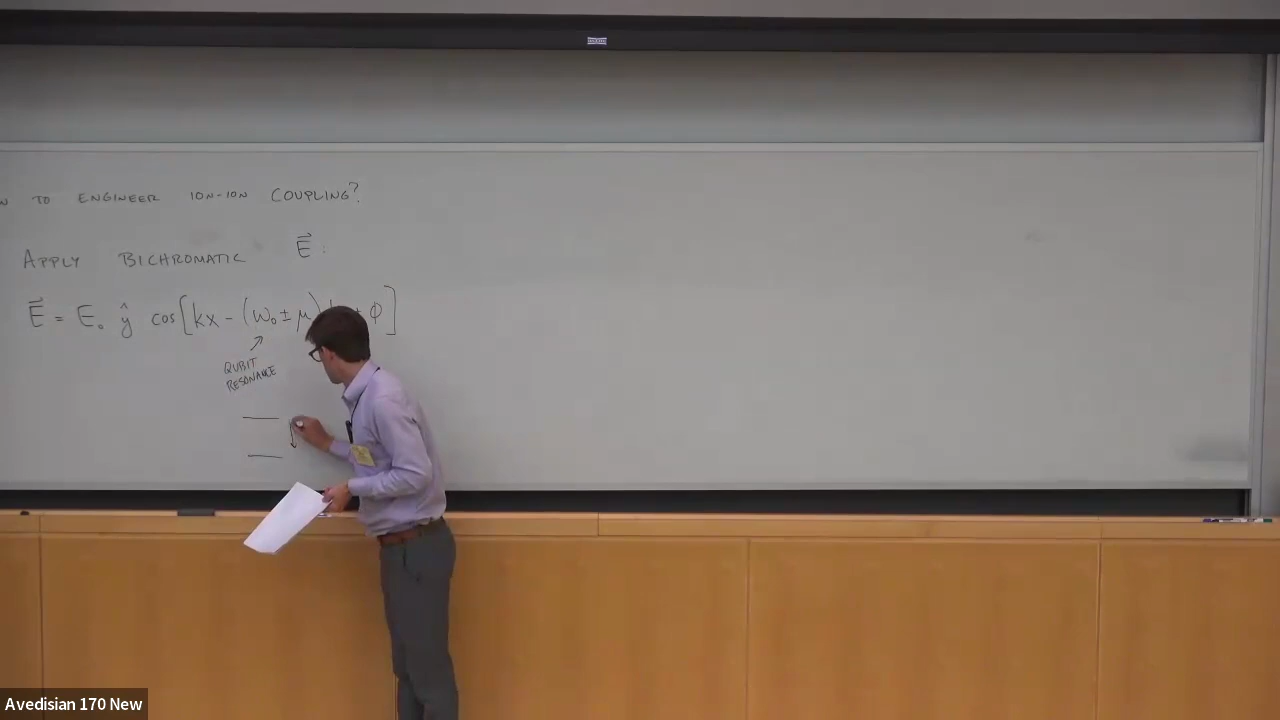 TO ENGINEER ION-ION COUPLING?
APPLY BICHROMATIC E⃗ :
E⃗ = E₀ ŷ cos[kx - (ω₀ ± μ) ϕ]
QUBIT
RESONANCE
Avedisian 170 New